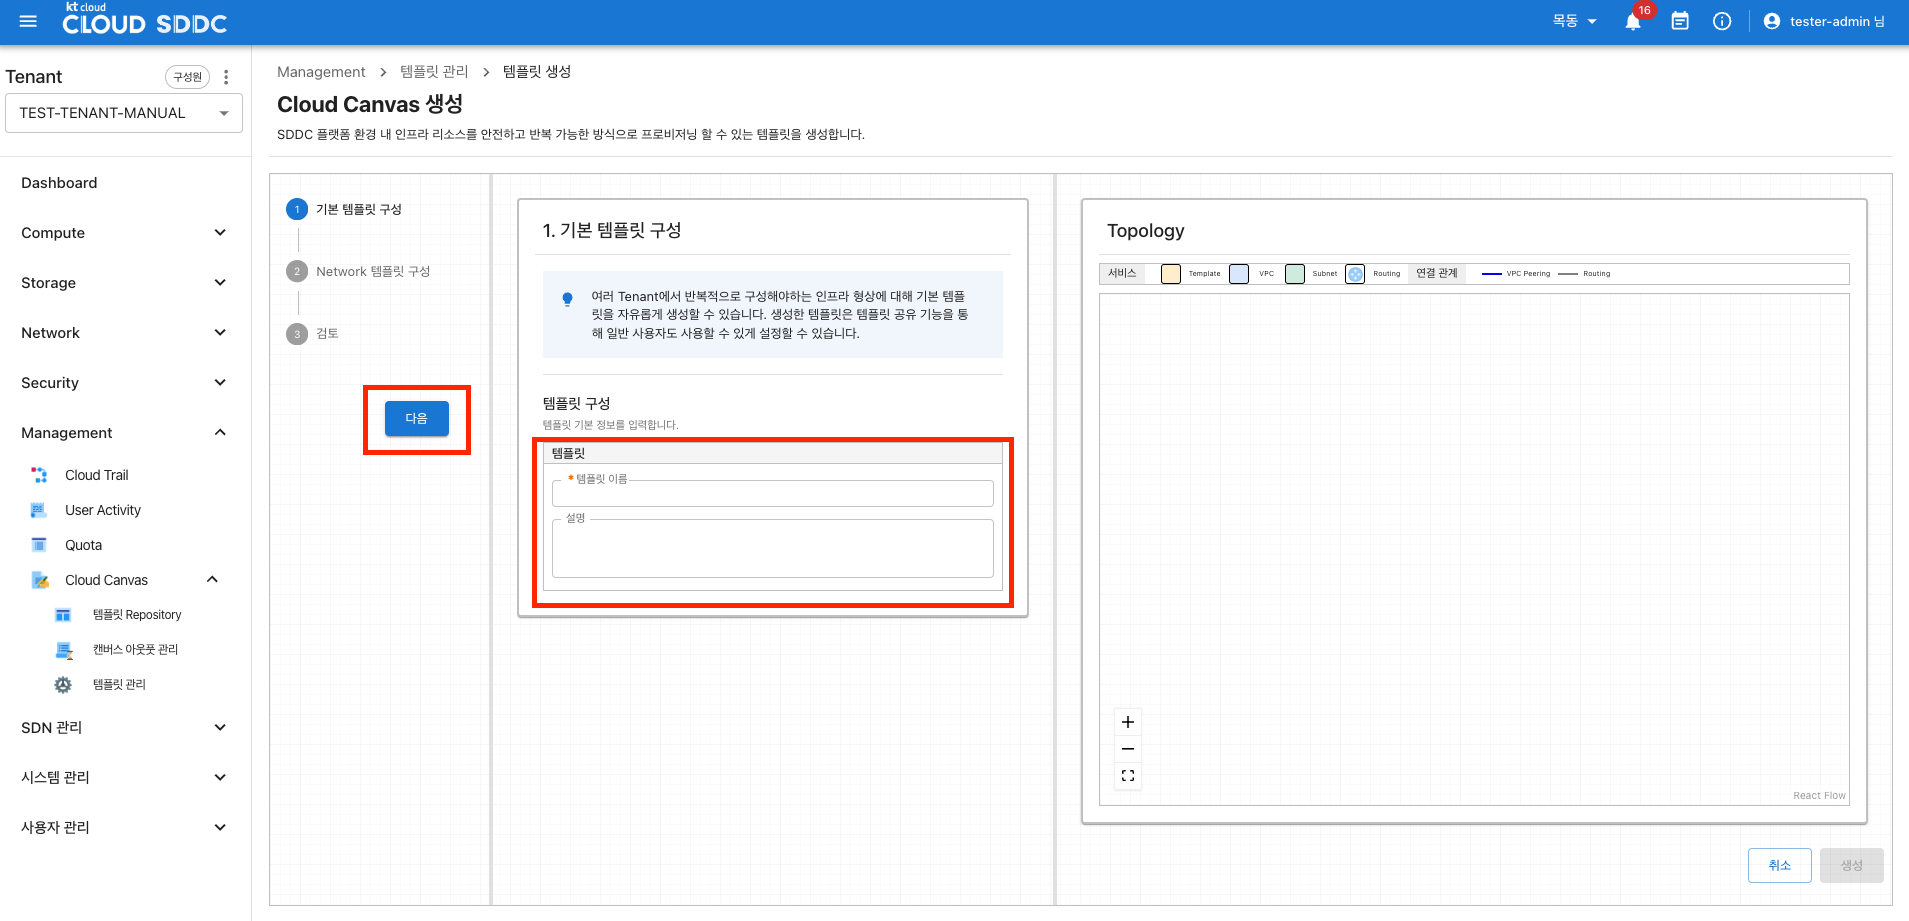 kt cloud
CLOUD SDDC
목동
16
tester-admin 님
Tenant
구성원
TEST-TENANT-MANUAL
Dashboard
Compute
Storage
Network
Security
Management
Cloud Trail
User Activity
Quota
Cloud Canvas
템플릿 Repository
캔버스 아웃풋 관리
템플릿 관리
SDN 관리
시스템 관리
사용자 관리
Management > 템플릿 관리 > 템플릿 생성
Cloud Canvas 생성
SDDC 플랫폼 환경 내 인프라 리소스를 안전하고 반복 가능한 방식으로 프로비저닝 할 수 있는 템플릿을 생성합니다.
1 기본 템플릿 구성
2 Network 템플릿 구성
3 검토
다음
1. 기본 템플릿 구성
여러 Tenant에서 반복적으로 구성해야하는 인프라 형상에 대해 기본 템플
릿을 자유롭게 생성할 수 있습니다. 생성한 템플릿은 템플릿 공유 기능을 통
해 일반 사용자도 사용할 수 있게 설정할 수 있습니다.
템플릿 구성
템플릿 기본 정보를 입력합니다.
템플릿
* 템플릿 이름
설명
Topology
서비스 Template VPC Subnet Routing 연결 관계 VPC Peering Routing
React Flow
취소
생성